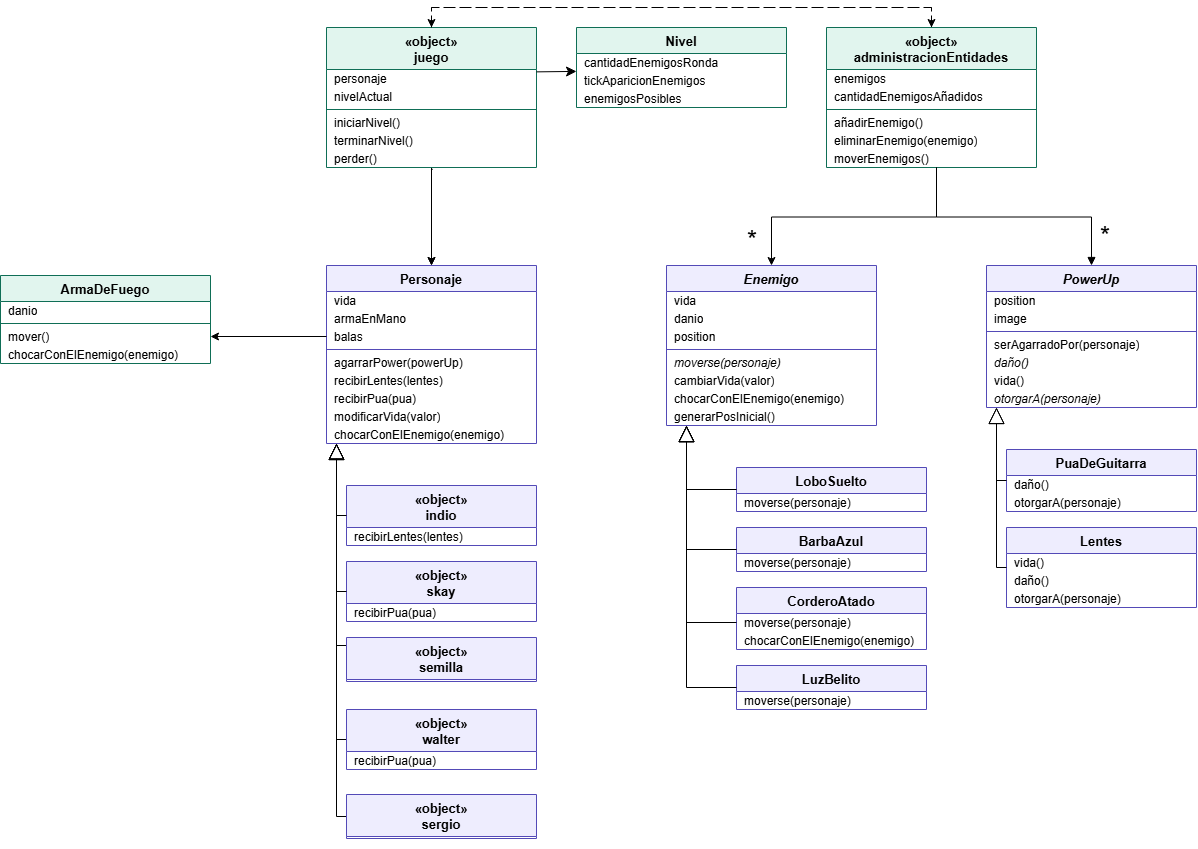 «object»
juego
personaje
nivelActual
iniciarNivel()
terminarNivel()
perder()
Nivel
cantidadEnemigosRonda
tickAparicionEnemigos
enemigosPosibles
«object»
administracionEntidades
enemigos
cantidadEnemigosAñadidos
añadirEnemigo()
eliminarEnemigo(enemigo)
moverEnemigos()
*
*
ArmaDeFuego
danio
mover()
chocarConElEnemigo(enemigo)
Personaje
vida
armaEnMano
balas
agarrarPower(powerUp)
recibirLentes(lentes)
recibirPua(pua)
modificarVida(valor)
chocarConElEnemigo(enemigo)
Enemigo
vida
danio
position
moverse(personaje)
cambiarVida(valor)
chocarConElEnemigo(enemigo)
generarPosInicial()
PowerUp
position
image
serAgarradoPor(personaje)
daño()
vida()
otorgarA(personaje)
«object»
indio
recibirLentes(lentes)
«object»
skay
recibirPua(pua)
«object»
semilla
«object»
walter
recibirPua(pua)
«object»
sergio
LoboSuelto
moverse(personaje)
BarbaAzul
moverse(personaje)
CorderoAtado
moverse(personaje)
chocarConElEnemigo(enemigo)
LuzBelito
moverse(personaje)
PuaDeGuitarra
daño()
otorgarA(personaje)
Lentes
vida()
daño()
otorgarA(personaje)